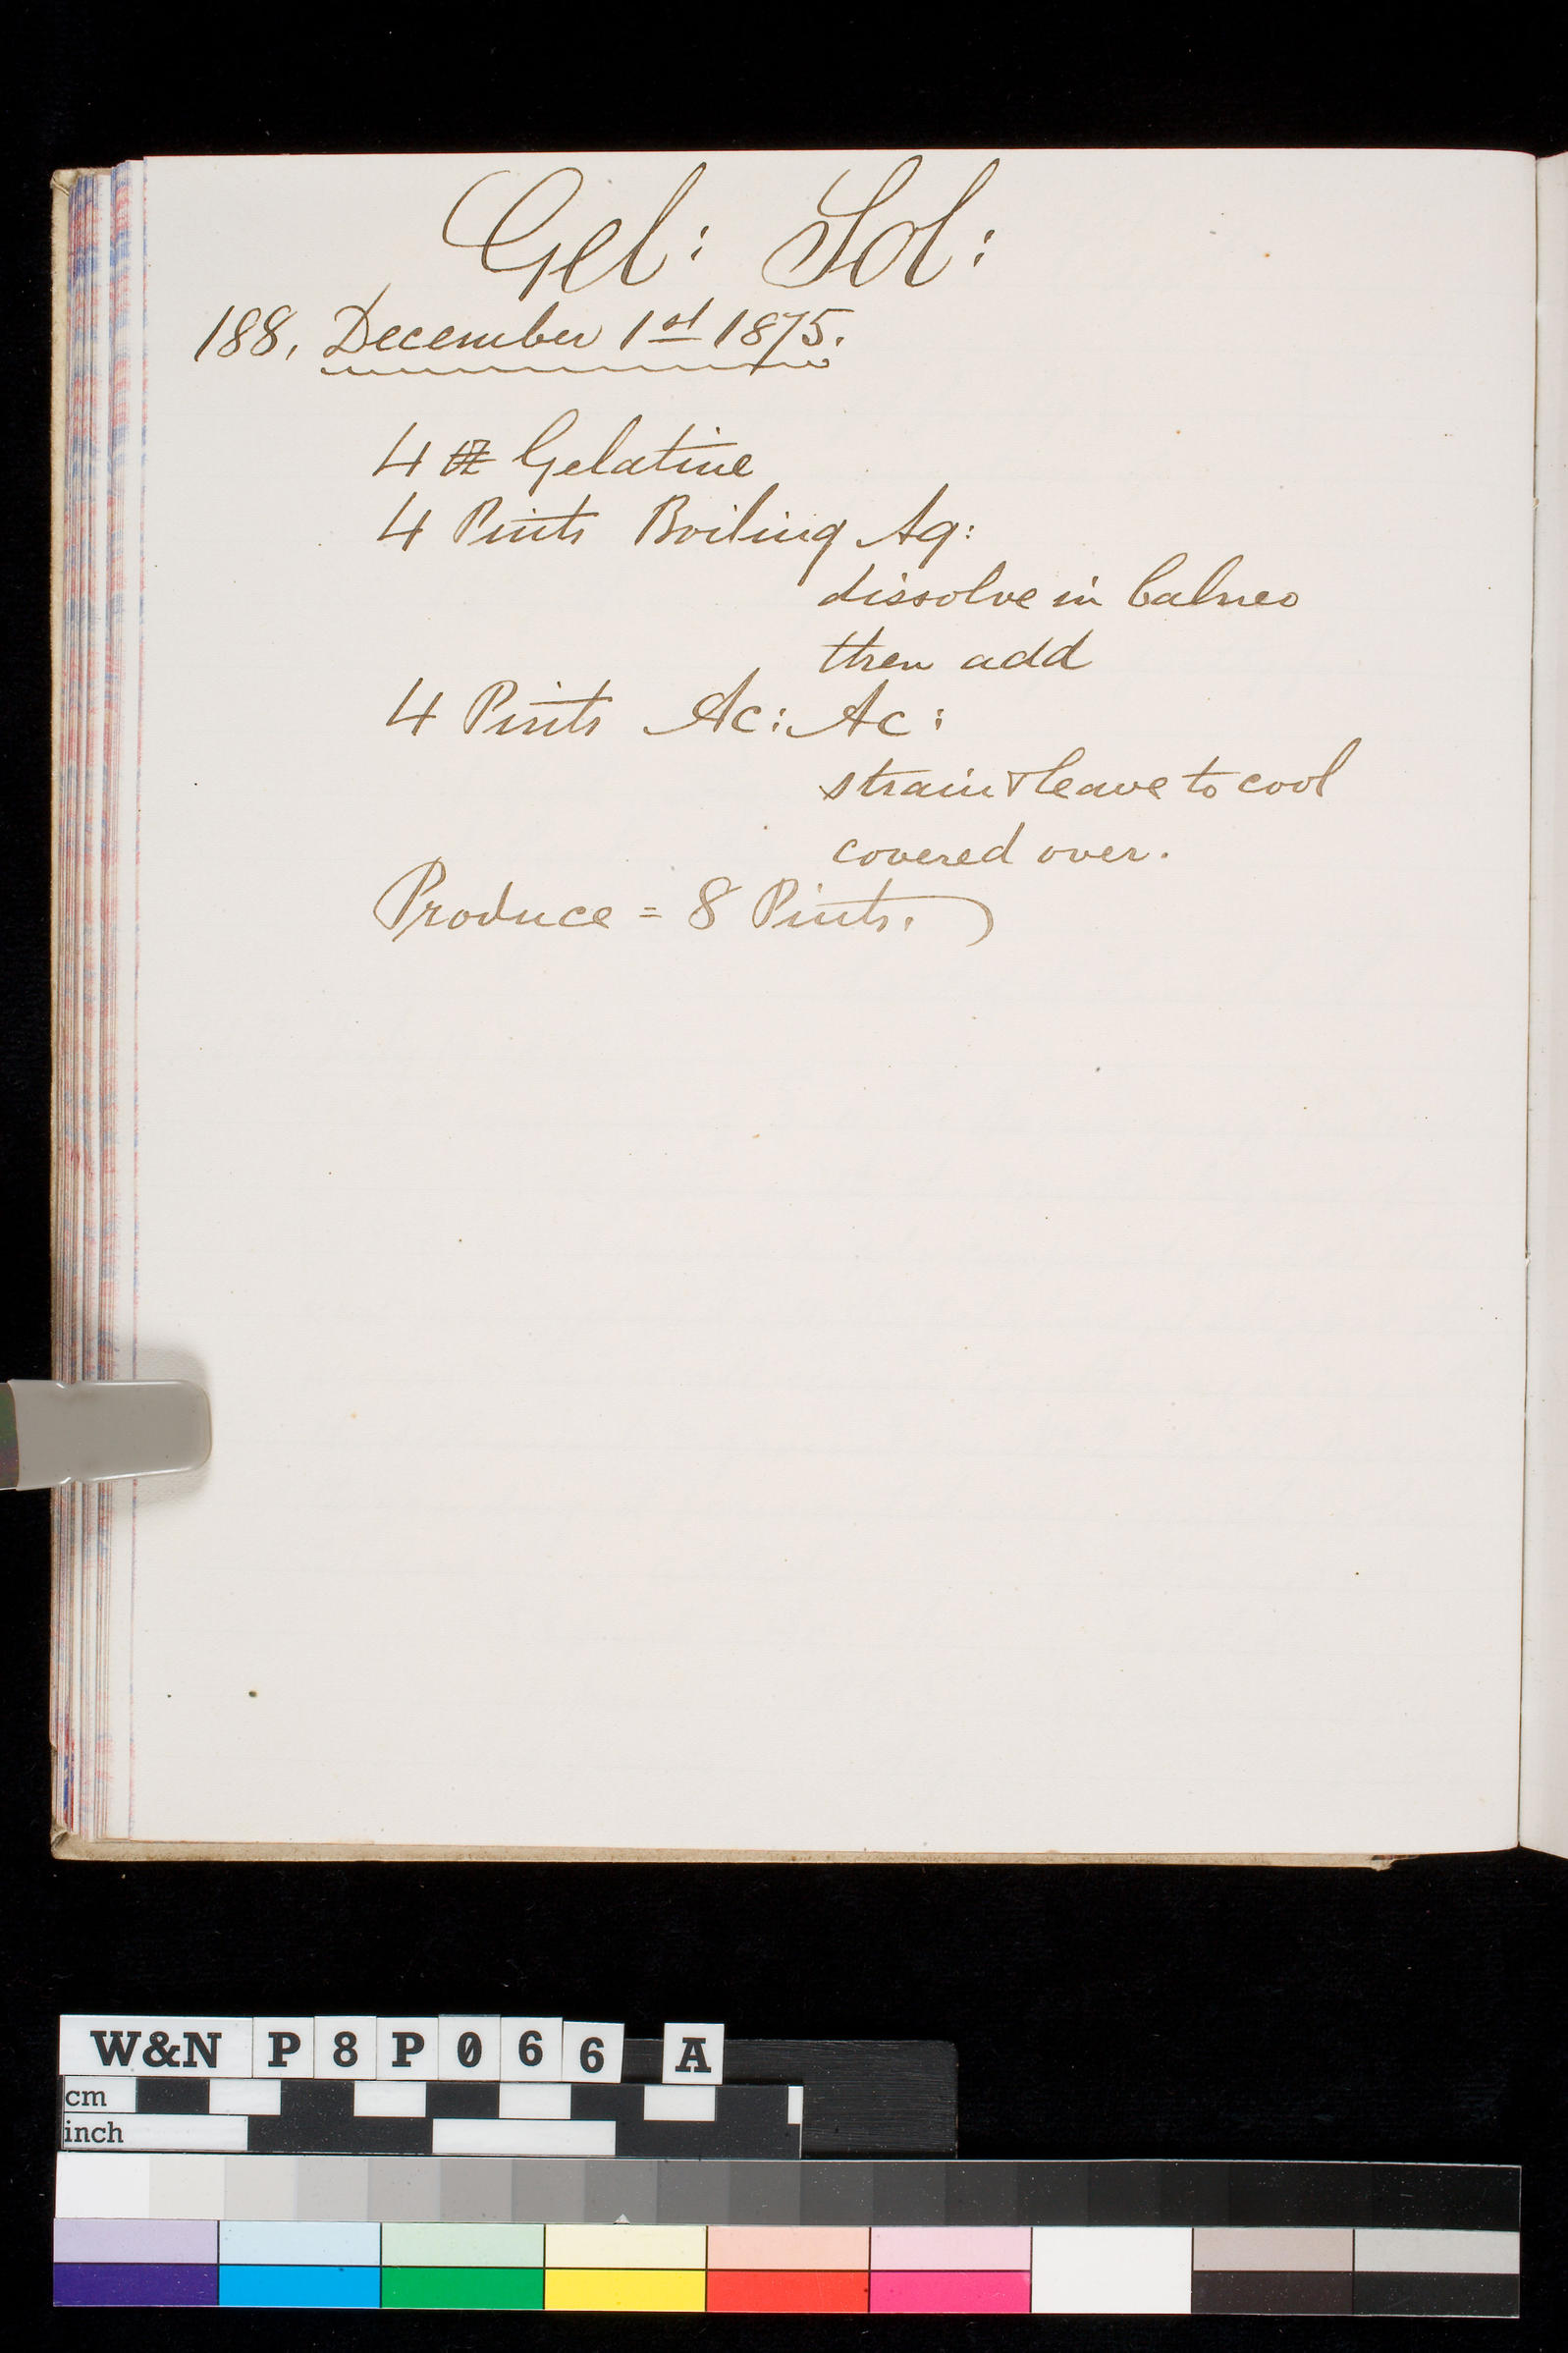 Gel: Sol:
188. December 1st 1875.
4 ℔ Gelatine
4 Pints Boiling Aq:
dissolve in balneo
then add
4 Pints Ac: Ac:
strain & leave to cool
covered over.
Produce = 8 Pints.
W&N P8P066 A
cm
inch